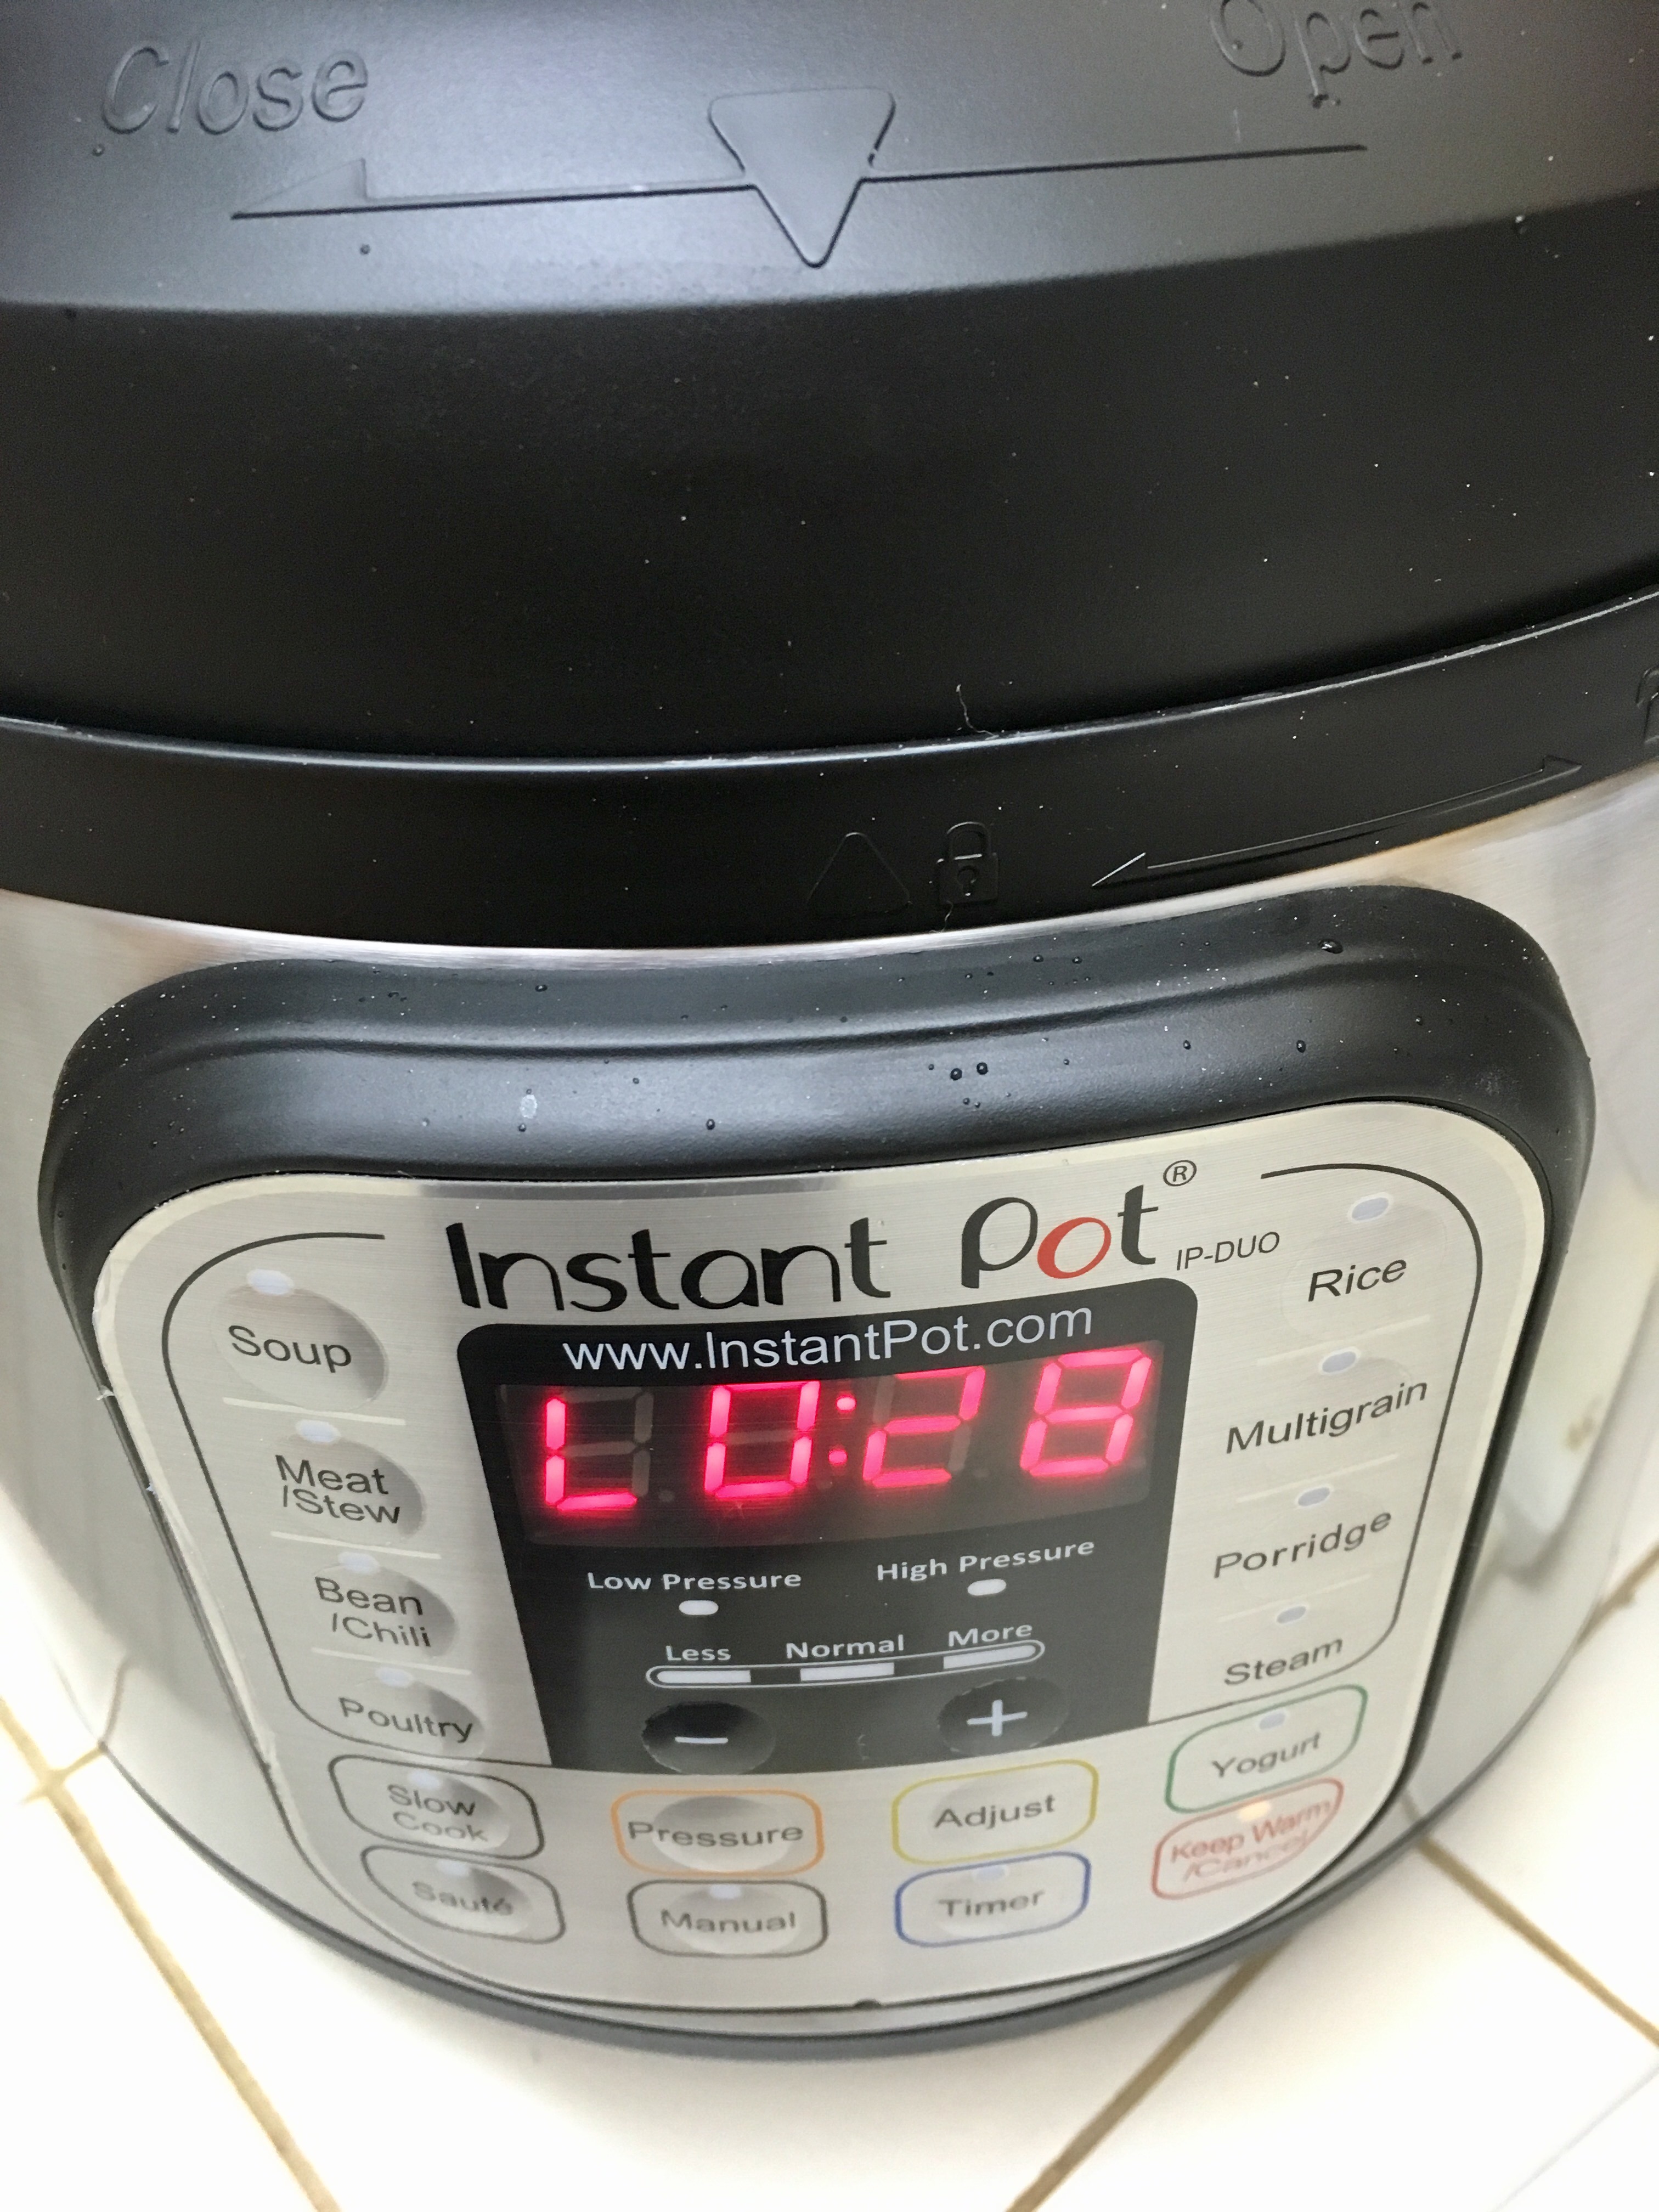 Close
Open
Instant Pot®
IP-DUO
www.InstantPot.com
L 0:28
Low Pressure
High Pressure
Less
Normal
More
−
+
Soup
Meat
/Stew
Bean
/Chili
Poultry
Rice
Multigrain
Porridge
Steam
Slow
Cook
Pressure
Adjust
Yogurt
Sauté
Manual
Timer
Keep Warm
/Cancel